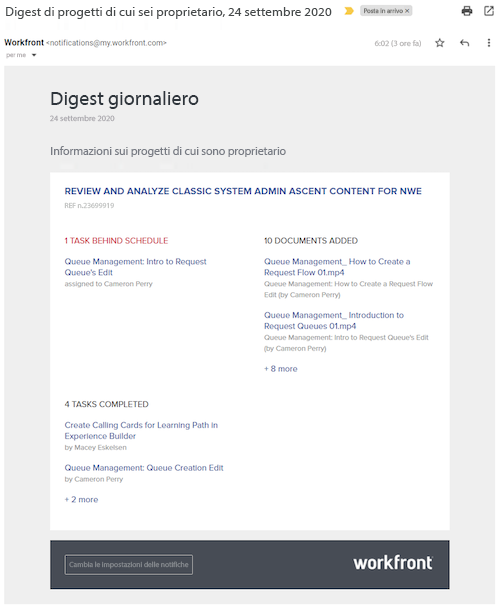 Digest di progetti di cui sei proprietario, 24 settembre 2020
Posta in arrivo ×
Workfront <notifications@my.workfront.com>
6:02 (3 ore fa)
per me
Digest giornaliero
24 settembre 2020
Informazioni sui progetti di cui sono proprietario
REVIEW AND ANALYZE CLASSIC SYSTEM ADMIN ASCENT CONTENT FOR NWE
REF n.23699919
1 TASK BEHIND SCHEDULE
Queue Management: Intro to Request
Queue's Edit
assigned to Cameron Perry
10 DOCUMENTS ADDED
Queue Management_ How to Create a
Request Flow 01.mp4
Queue Management: How to Create a Request Flow
Edit (by Cameron Perry)
Queue Management_ Introduction to
Request Queues 01.mp4
Queue Management: Intro to Request Queue's Edit
(by Cameron Perry)
+ 8 more
4 TASKS COMPLETED
Create Calling Cards for Learning Path in
Experience Builder
by Macey Eskelsen
Queue Management: Queue Creation Edit
by Cameron Perry
+ 2 more
Cambia le impostazioni delle notifiche
workfront